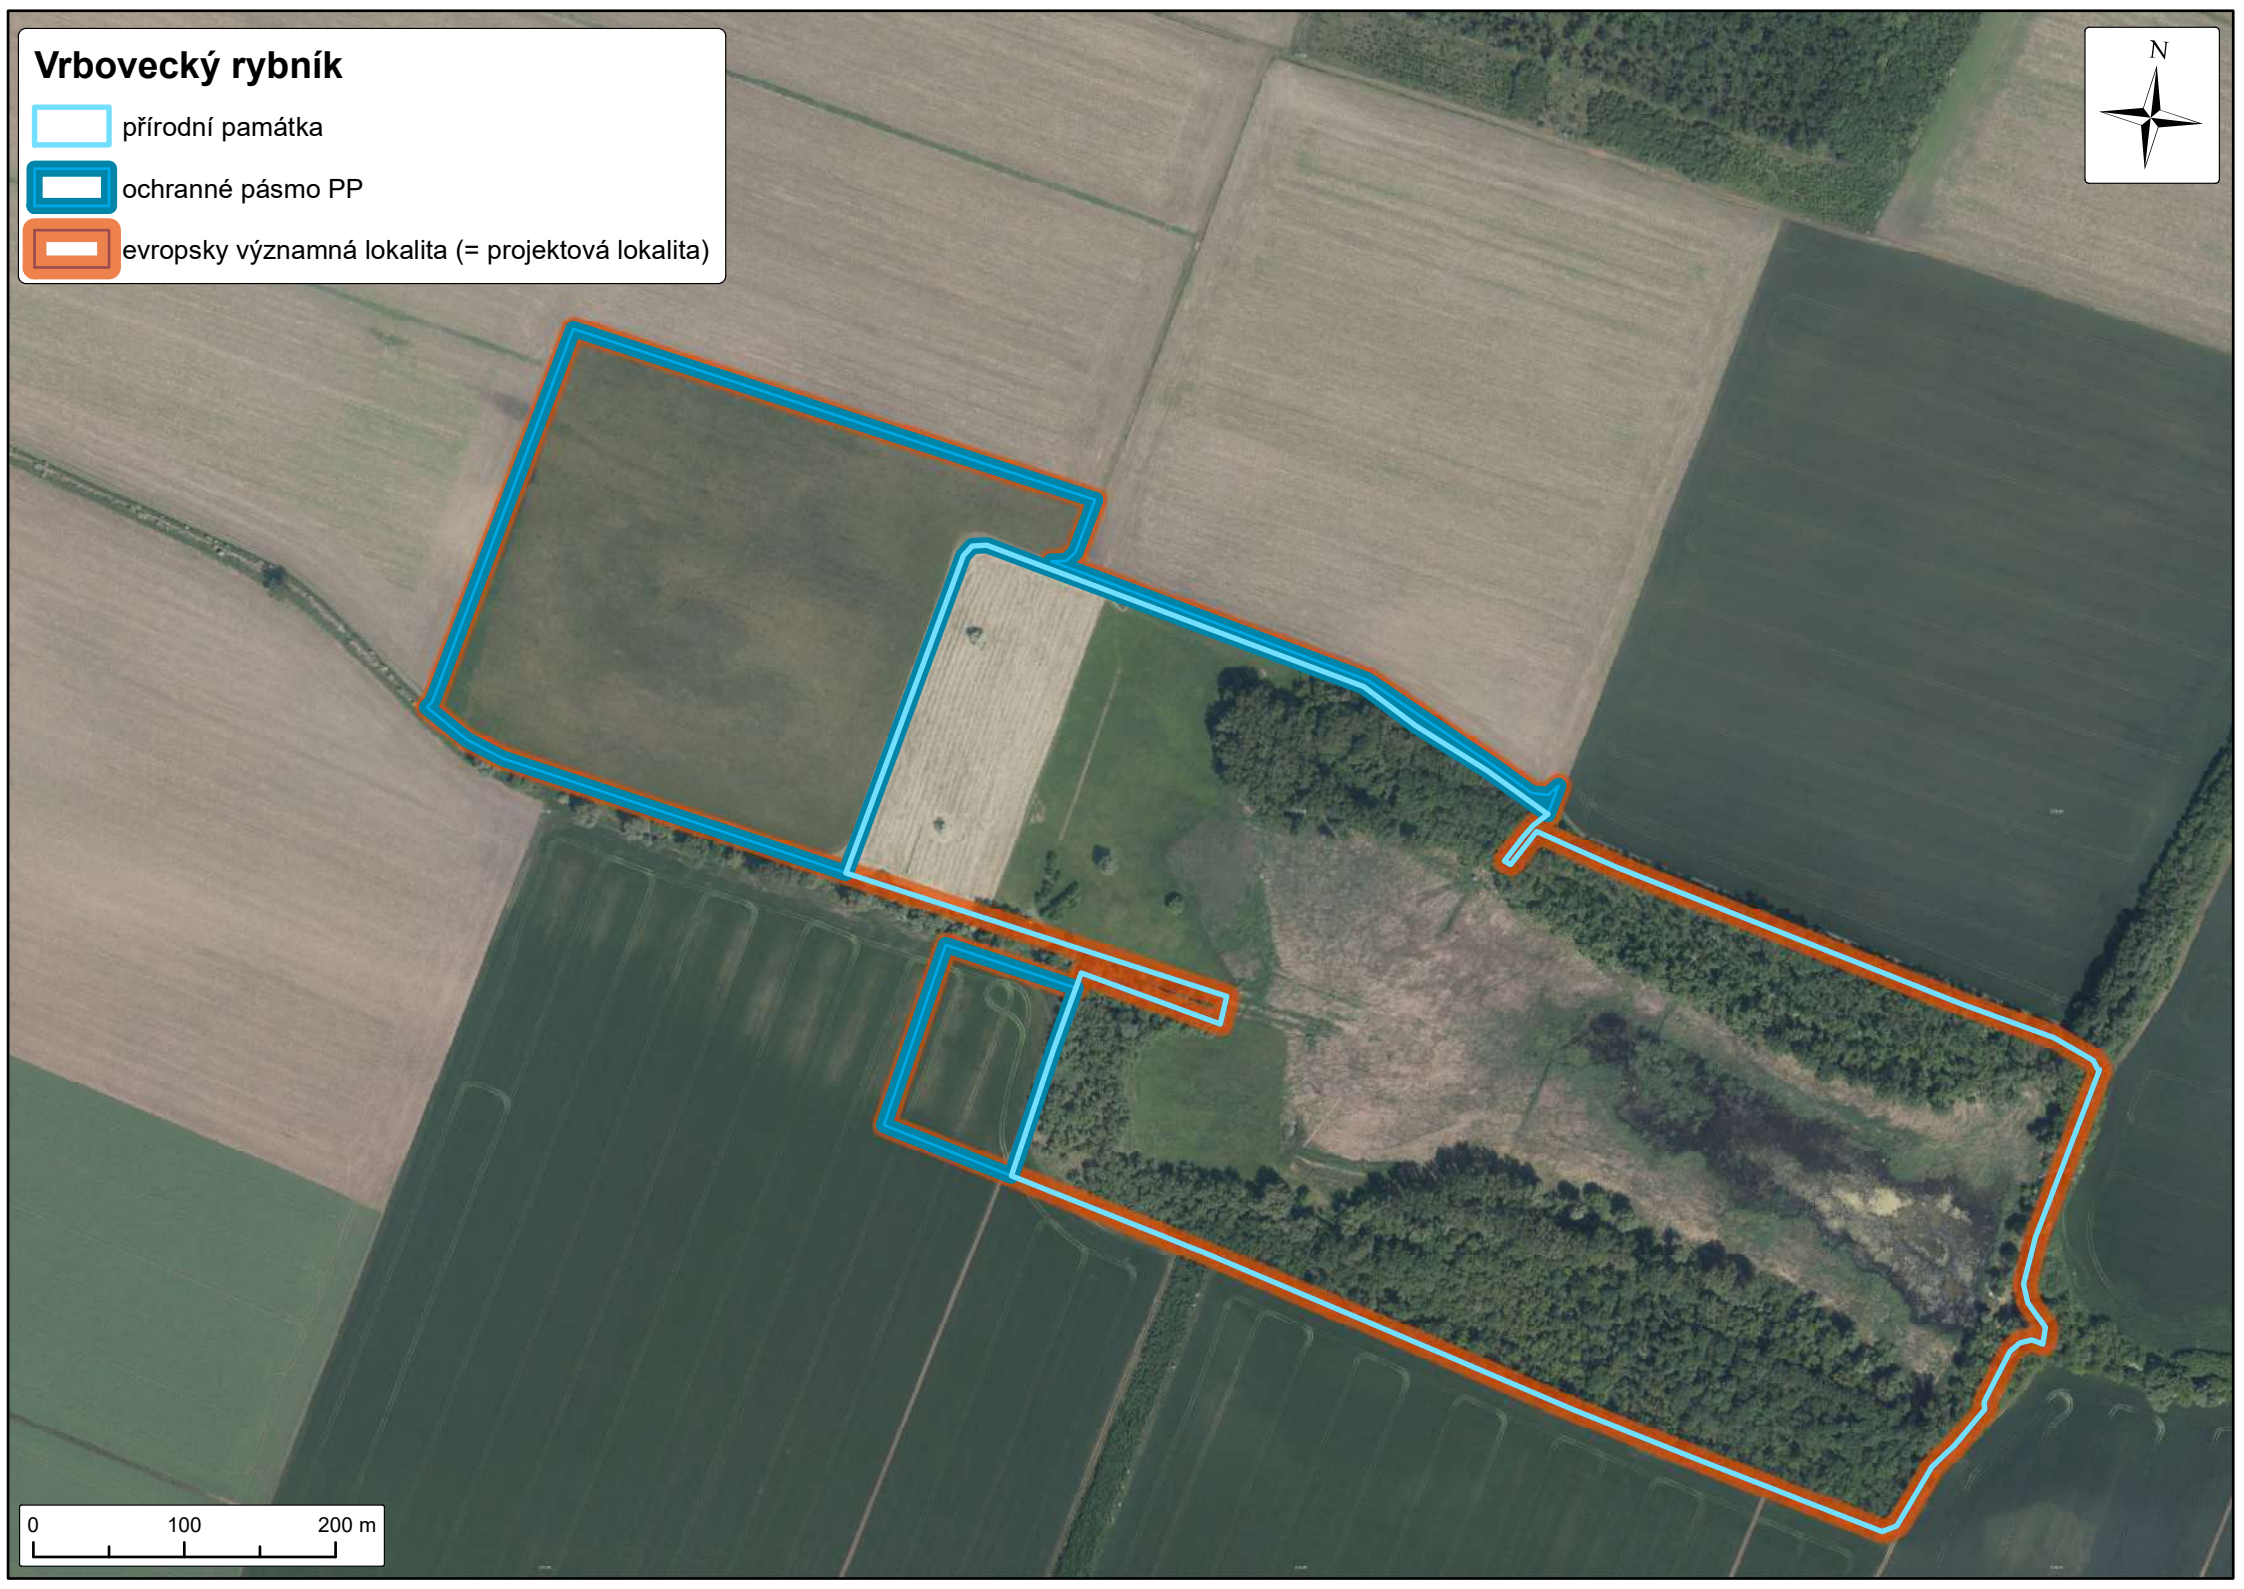 Vrbovecký rybník
přírodní památka
ochranné pásmo PP
evropsky významná lokalita (= projektová lokalita)
N
0 100 200 m